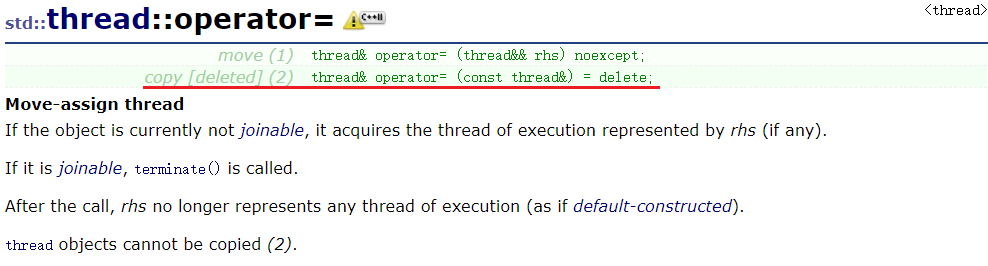 std::thread::operator= C++11 <thread>
move (1) thread& operator= (thread&& rhs) noexcept;
copy [deleted] (2) thread& operator= (const thread&) = delete;
Move-assign thread
If the object is currently not joinable, it acquires the thread of execution represented by rhs (if any).
If it is joinable, terminate() is called.
After the call, rhs no longer represents any thread of execution (as if default-constructed).
thread objects cannot be copied (2).